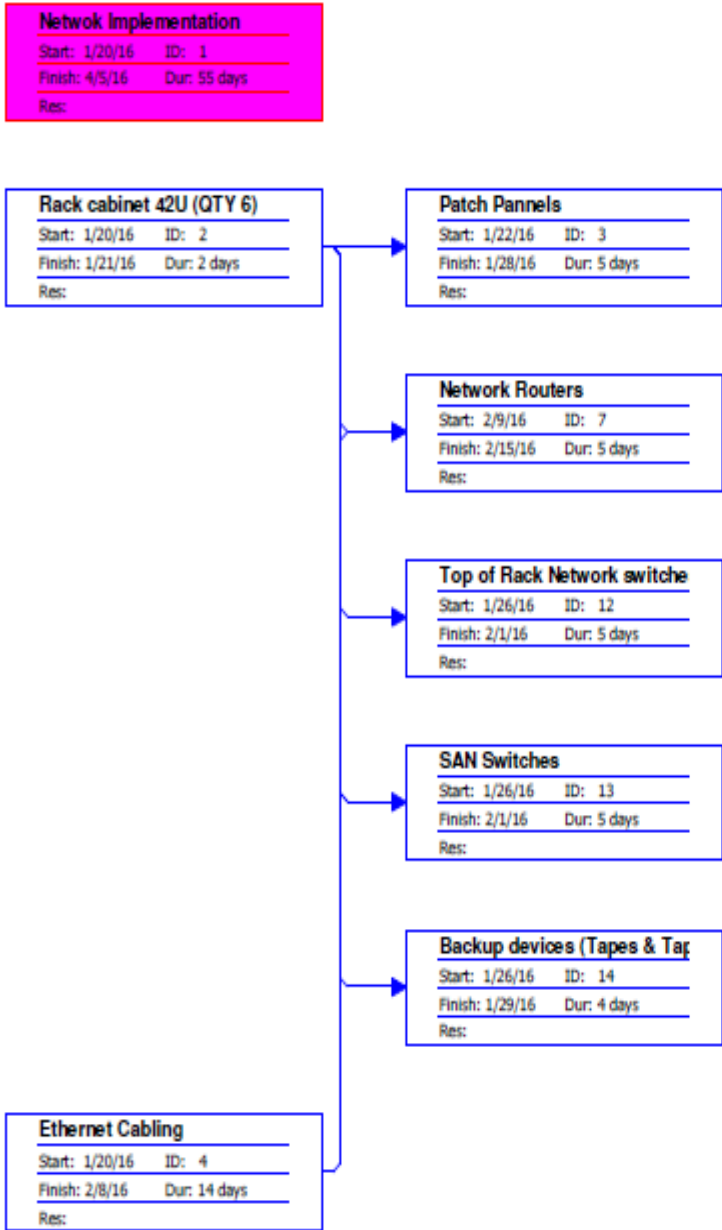 Netwok Implementation
Start: 1/20/16 ID: 1
Finish: 4/5/16 Dur: 55 days
Res:
Rack cabinet 42U (QTY 6)
Start: 1/20/16 ID: 2
Finish: 1/21/16 Dur: 2 days
Res:
Patch Pannels
Start: 1/22/16 ID: 3
Finish: 1/28/16 Dur: 5 days
Res:
Network Routers
Start: 2/9/16 ID: 7
Finish: 2/15/16 Dur: 5 days
Res:
Top of Rack Network switche
Start: 1/26/16 ID: 12
Finish: 2/1/16 Dur: 5 days
Res:
SAN Switches
Start: 1/26/16 ID: 13
Finish: 2/1/16 Dur: 5 days
Res:
Backup devices (Tapes & Tap
Start: 1/26/16 ID: 14
Finish: 1/29/16 Dur: 4 days
Res:
Ethernet Cabling
Start: 1/20/16 ID: 4
Finish: 2/8/16 Dur: 14 days
Res: